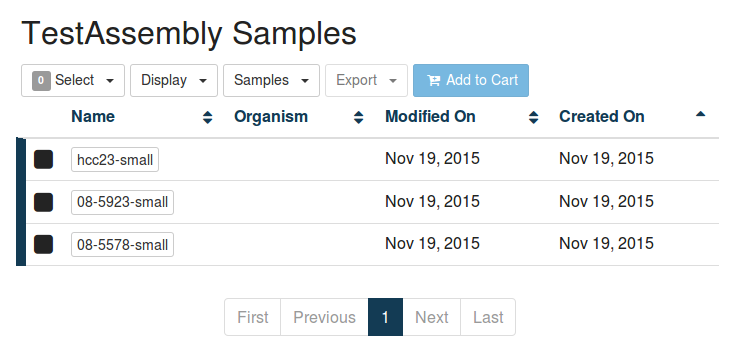 TestAssembly Samples
0 Select Display Samples Export Add to Cart
Name Organism Modified On Created On
hcc23-small Nov 19, 2015 Nov 19, 2015
08-5923-small Nov 19, 2015 Nov 19, 2015
08-5578-small Nov 19, 2015 Nov 19, 2015
First Previous 1 Next Last